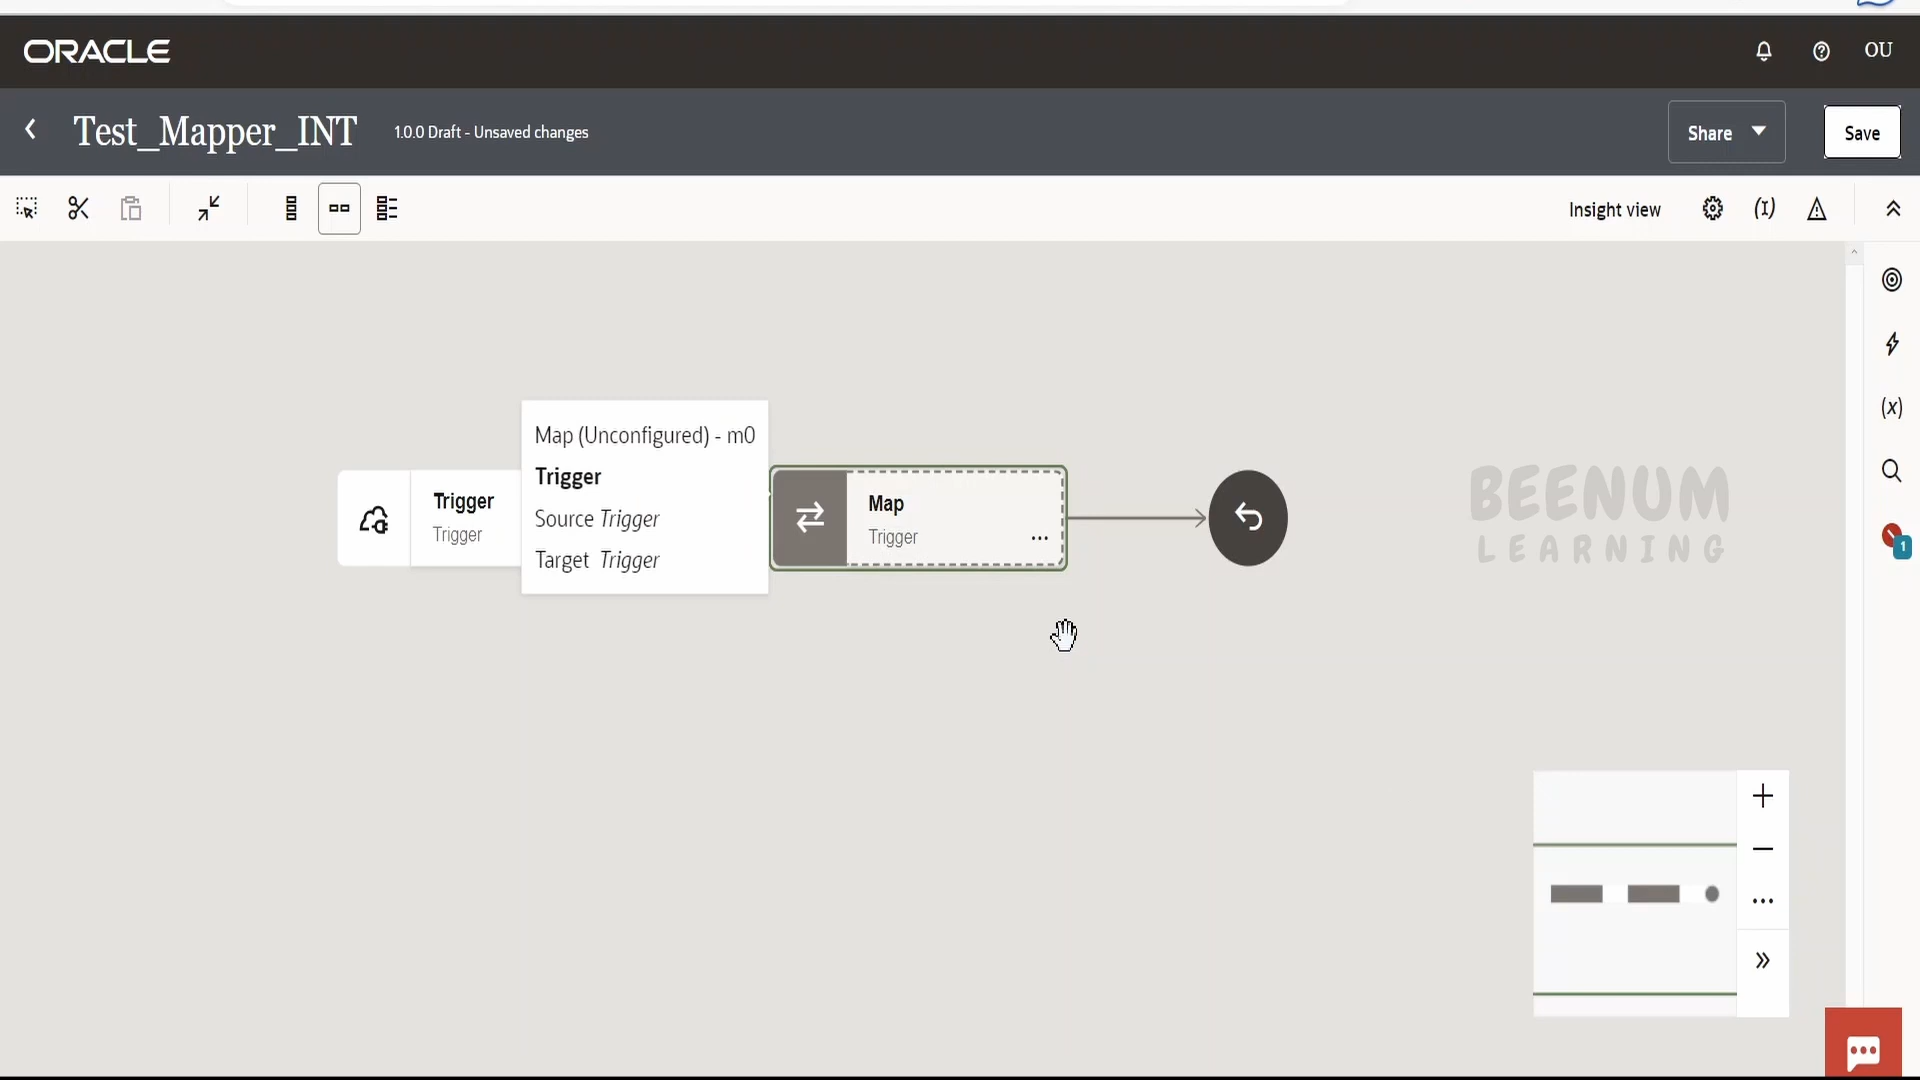 ORACLE
OU
Test_Mapper_INT
1.0.0 Draft - Unsaved changes
Share
Save
Insight view
Map (Unconfigured) - m0
Trigger
Source Trigger
Target Trigger
Trigger
Trigger
Map
Trigger
BEENUM
LEARNING
1